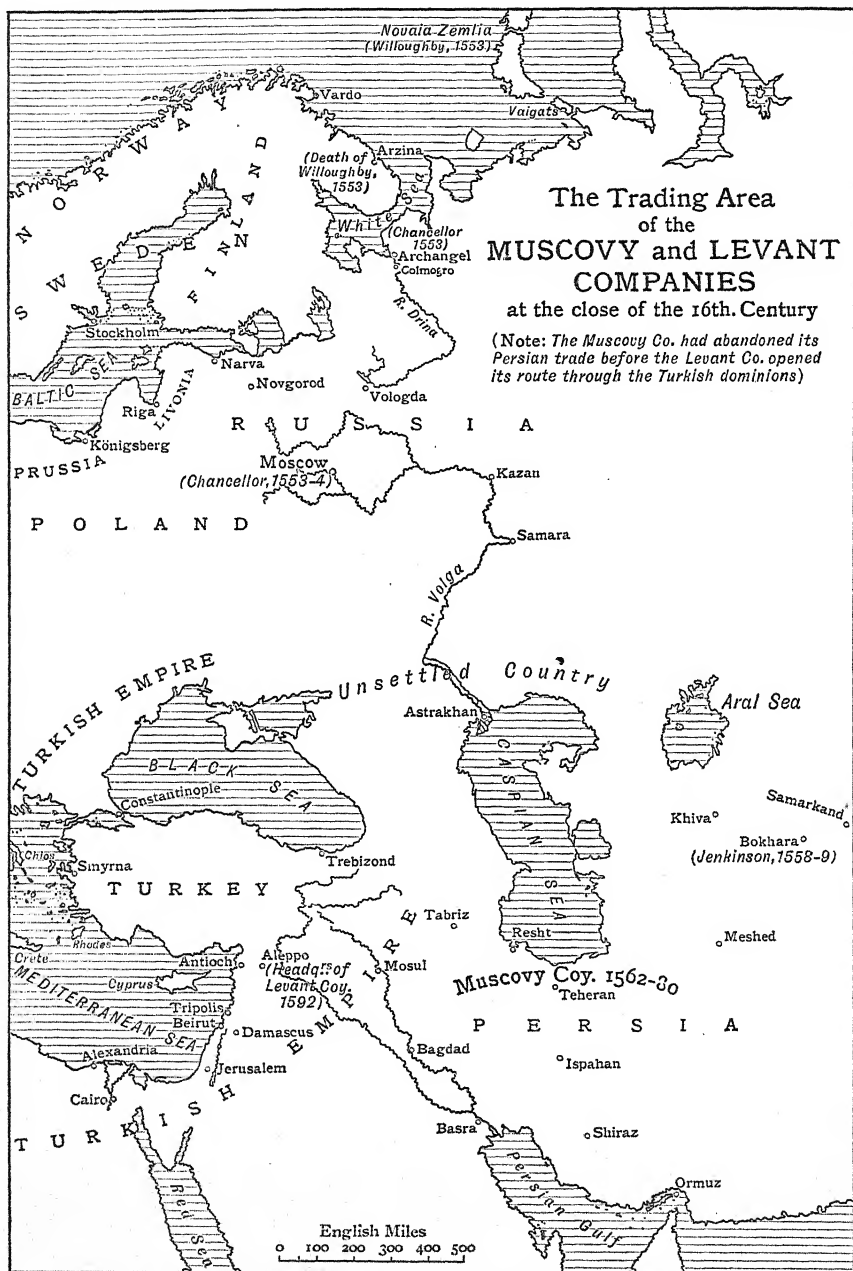 Novaia Zemlia
(Willoughby, 1553)
Vardo
Vaigats
NORWAY
Arzina
(Death of
Willoughby,
1553)
The Trading Area
of the
MUSCOVY and LEVANT
COMPANIES
at the close of the 16th. Century
(Note: The Muscovy Co. had abandoned its
Persian trade before the Levant Co. opened
its route through the Turkish dominions)
White Sea
(Chancellor
1553)
Archangel
Colmogro
SWEDEN
FINLAND
R. Drina
Stockholm
Narva
Novgorod
Vologda
BALTIC SEA
Riga
LIVONIA
RUSSIA
Königsberg
PRUSSIA
Moscow
(Chancellor, 1553-4)
Kazan
POLAND
Samara
R. Volga
TURKISH EMPIRE
Unsettled Country
Astrakhan
Aral Sea
BLACK
SEA
CASPIAN
SEA
Constantinople
Khiva
Samarkand
Bokhara
(Jenkinson, 1558-9)
Chios
Smyrna
Trebizond
TURKEY
Tabriz
Resht
Meshed
Rhodes
Crete
Antioch
Aleppo
(Headqrs. of
Levant Coy.
1592)
Mosul
Muscovy Coy. 1562-80
Teheran
Cyprus
MEDITERRANEAN SEA
Tripolis
Beirut
Damascus
PERSIA
Alexandria
Jerusalem
Bagdad
Ispahan
Cairo
TURKISH EMPIRE
Basra
Shiraz
Ormuz
Persian Gulf
Red Sea
English Miles
0 100 200 300 400 500